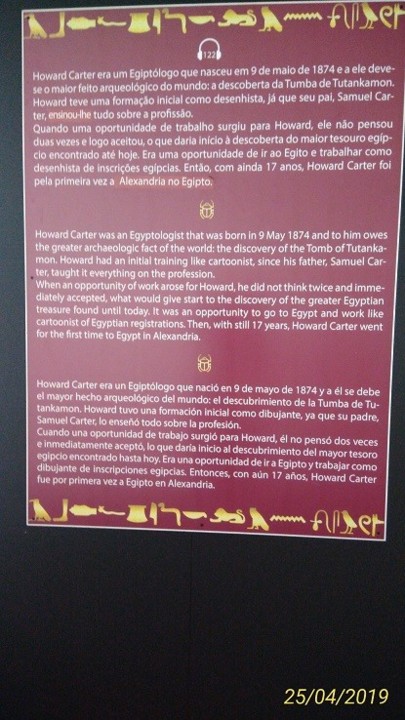 122
Howard Carter era um Egiptólogo que nasceu em 9 de maio de 1874 e a ele deve-
se o maior feito arqueológico do mundo: a descoberta da Tumba de Tutankamon.
Howard teve uma formação inicial como desenhista, já que seu pai, Samuel Car-
ter, ensinou-lhe tudo sobre a profissão.
Quando uma oportunidade de trabalho surgiu para Howard, ele não pensou
duas vezes e logo aceitou, o que daria início à descoberta do maior tesouro egíp-
cio encontrado até hoje. Era uma oportunidade de ir ao Egito e trabalhar como
desenhista de inscrições egípcias. Então, com ainda 17 anos, Howard Carter foi
pela primeira vez a Alexandria no Egipto.
Howard Carter was an Egyptologist that was born in 9 May 1874 and to him owes
the greater archaeologic fact of the world: the discovery of the Tomb of Tutanka-
mon. Howard had an initial training like cartoonist, since his father, Samuel Car-
ter, taught it everything on the profession.
When an opportunity of work arose for Howard, he did not think twice and imme-
diately accepted, what would give start to the discovery of the greater Egyptian
treasure found until today. It was an opportunity to go to Egypt and work like
cartoonist of Egyptian registrations. Then, with still 17 years, Howard Carter went
for the first time to Egypt in Alexandria.
Howard Carter era un Egiptólogo que nació en 9 de mayo de 1874 y a él se debe
el mayor hecho arqueológico del mundo: el descubrimiento de la Tumba de Tu-
tankamon. Howard tuvo una formación inicial como dibujante, ya que su padre,
Samuel Carter, lo enseñó todo sobre la profesión.
Cuando una oportunidad de trabajo surgió para Howard, él no pensó dos veces
e inmediatamente aceptó, lo que daría inicio al descubrimiento del mayor tesoro
egipcio encontrado hasta hoy. Era una oportunidad de ir a Egipto y trabajar como
dibujante de inscripciones egipcias. Entonces, con aún 17 años, Howard Carter
fue por primera vez a Egipto en Alejandria.
25/04/2019